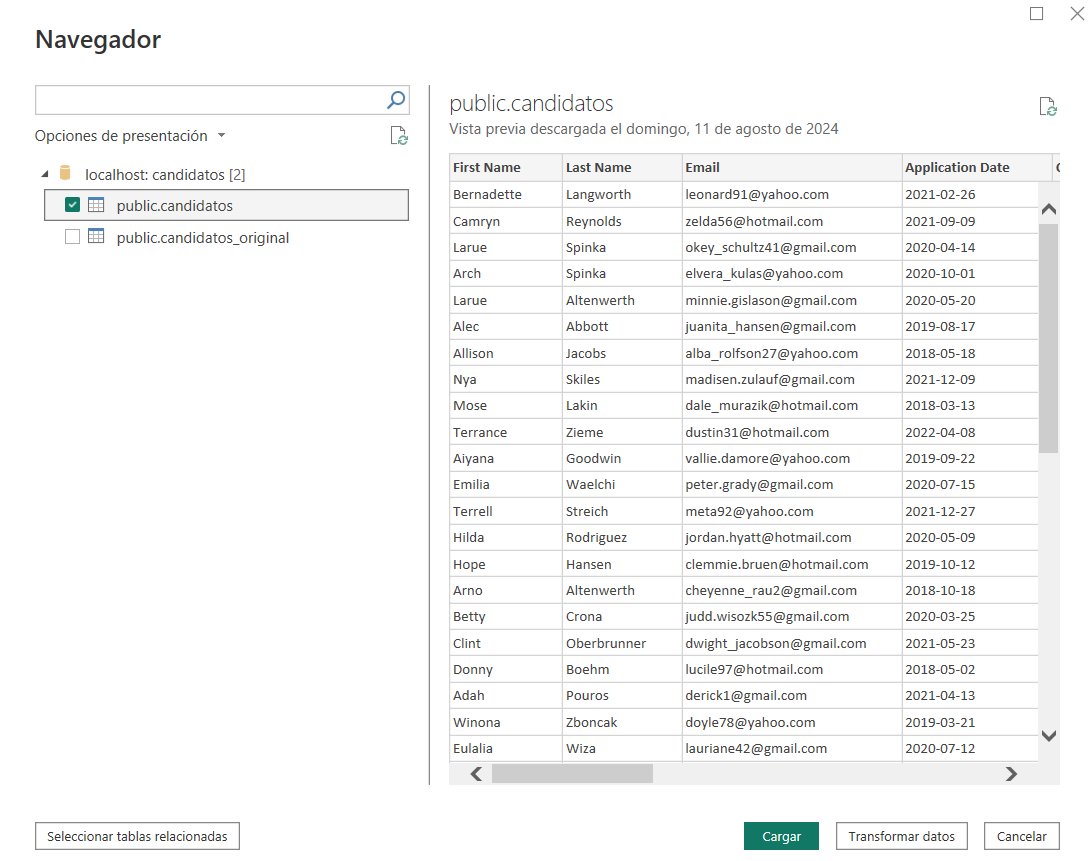 Navegador
Opciones de presentación
localhost: candidatos [2]
public.candidatos
public.candidatos_original
public.candidatos
Vista previa descargada el domingo, 11 de agosto de 2024
First Name Last Name Email Application Date
Bernadette Langworth leonard91@yahoo.com 2021-02-26
Camryn Reynolds zelda56@hotmail.com 2021-09-09
Larue Spinka okey_schultz41@gmail.com 2020-04-14
Arch Spinka elvera_kulas@yahoo.com 2020-10-01
Larue Altenwerth minnie.gislason@gmail.com 2020-05-20
Alec Abbott juanita_hansen@gmail.com 2019-08-17
Allison Jacobs alba_rolfson27@yahoo.com 2018-05-18
Nya Skiles madisen.zulauf@gmail.com 2021-12-09
Mose Lakin dale_murazik@hotmail.com 2018-03-13
Terrance Zieme dustin31@hotmail.com 2022-04-08
Aiyana Goodwin vallie.damore@yahoo.com 2019-09-22
Emilia Waelchi peter.grady@gmail.com 2020-07-15
Terrell Streich meta92@yahoo.com 2021-12-27
Hilda Rodriguez jordan.hyatt@hotmail.com 2020-05-09
Hope Hansen clemmie.bruen@hotmail.com 2019-10-12
Arno Altenwerth cheyenne_rau2@gmail.com 2018-10-18
Betty Crona judd.wisozk55@gmail.com 2020-03-25
Clint Oberbrunner dwight_jacobson@gmail.com 2021-05-23
Donny Boehm lucile97@hotmail.com 2018-05-02
Adah Pouros derick1@gmail.com 2021-04-13
Winona Zboncak doyle78@yahoo.com 2019-03-21
Eulalia Wiza lauriane42@gmail.com 2020-07-12
Seleccionar tablas relacionadas
Cargar
Transformar datos
Cancelar